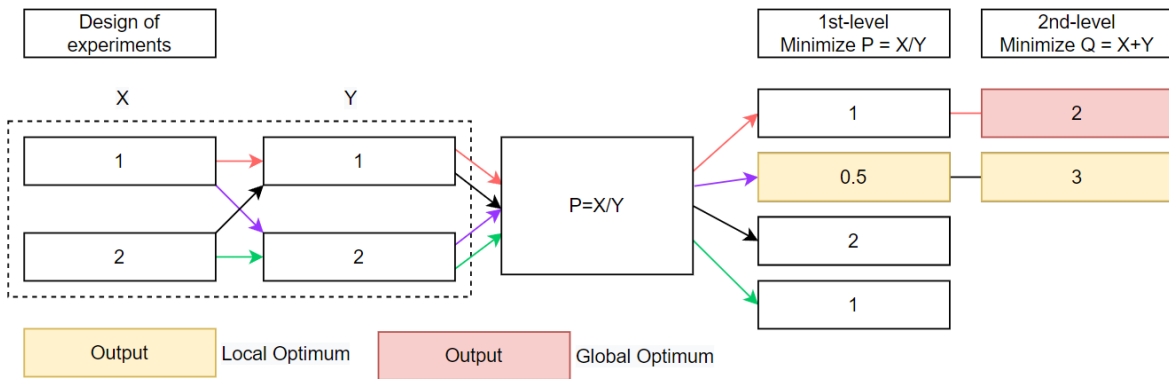 Design of
experiments
1st-level
Minimize P = X/Y
2nd-level
Minimize Q = X+Y
X
Y
1
1
1
2
P=X/Y
0.5
3
2
2
2
1
Output
Local Optimum
Output
Global Optimum